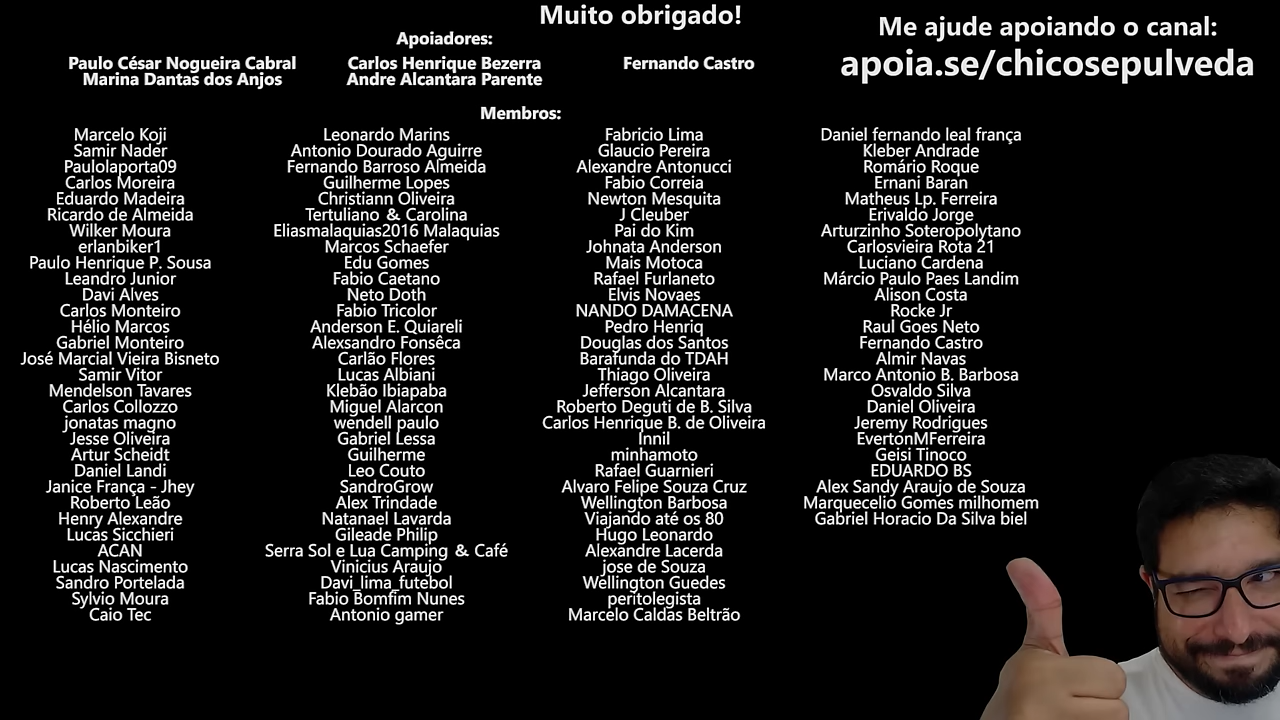 Muito obrigado!
Me ajude apoiando o canal:
apoia.se/chicosepulveda
Apoiadores:
Paulo César Nogueira Cabral
Marina Dantas dos Anjos
Carlos Henrique Bezerra
Andre Alcantara Parente
Fernando Castro
Membros:
Marcelo Koji
Samir Nader
Paulolaporta09
Carlos Moreira
Eduardo Madeira
Ricardo de Almeida
Wilker Moura
erlanbiker1
Paulo Henrique P. Sousa
Leandro Junior
Davi Alves
Carlos Monteiro
Hélio Marcos
Gabriel Monteiro
José Marcial Vieira Bisneto
Samir Vitor
Mendelson Tavares
Carlos Collozzo
jonatas magno
Jesse Oliveira
Artur Scheidt
Daniel Landi
Janice França - Jhey
Roberto Leão
Henry Alexandre
Lucas Sicchieri
ACAN
Lucas Nascimento
Sandro Portelada
Sylvio Moura
Caio Tec
Leonardo Marins
Antonio Dourado Aguirre
Fernando Barroso Almeida
Guilherme Lopes
Christiann Oliveira
Tertuliano & Carolina
Eliasmalaquias2016 Malaquias
Marcos Schaefer
Edu Gomes
Fabio Caetano
Neto Doth
Fabio Tricolor
Anderson E. Quiareli
Alexsandro Fonsêca
Carlão Flores
Lucas Albiani
Klebão Ibiapaba
Miguel Alarcon
wendell paulo
Gabriel Lessa
Guilherme
Leo Couto
SandroGrow
Alex Trindade
Natanael Lavarda
Gileade Philip
Serra Sol e Lua Camping & Café
Vinicius Araujo
Davi_lima_futebol
Fabio Bomfim Nunes
Antonio gamer
Fabricio Lima
Glaucio Pereira
Alexandre Antonucci
Fabio Correia
Newton Mesquita
J Cleuber
Pai do Kim
Johnata Anderson
Mais Motoca
Rafael Furlaneto
Elvis Novaes
NANDO DAMACENA
Pedro Henriq
Douglas dos Santos
Barafunda do TDAH
Thiago Oliveira
Jefferson Alcantara
Roberto Deguti de B. Silva
Carlos Henrique B. de Oliveira
Innil
minhamoto
Rafael Guarnieri
Alvaro Felipe Souza Cruz
Wellington Barbosa
Viajando até os 80
Hugo Leonardo
Alexandre Lacerda
jose de Souza
Wellington Guedes
peritolegista
Marcelo Caldas Beltrão
Daniel fernando leal frança
Kleber Andrade
Romário Roque
Ernani Baran
Matheus Lp. Ferreira
Erivaldo Jorge
Arturzinho Soteropolytano
Carlosvieira Rota 21
Luciano Cardena
Márcio Paulo Paes Landim
Alison Costa
Rocke Jr
Raul Goes Neto
Fernando Castro
Almir Navas
Marco Antonio B. Barbosa
Osvaldo Silva
Daniel Oliveira
Jeremy Rodrigues
EvertonMFerreira
Geisi Tinoco
EDUARDO BS
Alex Sandy Araujo de Souza
Marquecelio Gomes milhomem
Gabriel Horacio Da Silva biel